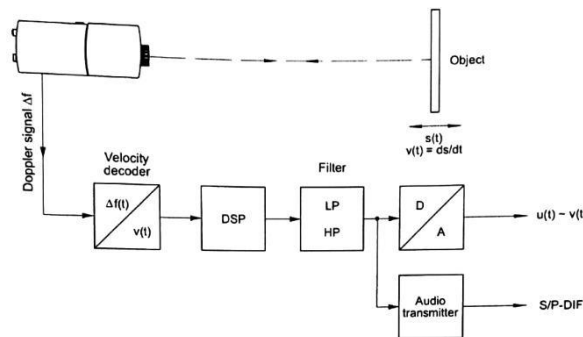 Object
s(t)
v(t) = ds/dt
Doppler signal Δf
Velocity
decoder
Filter
Δf(t)
v(t)
DSP
LP
HP
D
A
u(t) ~ v(t
Audio
transmitter
S/P-DIF